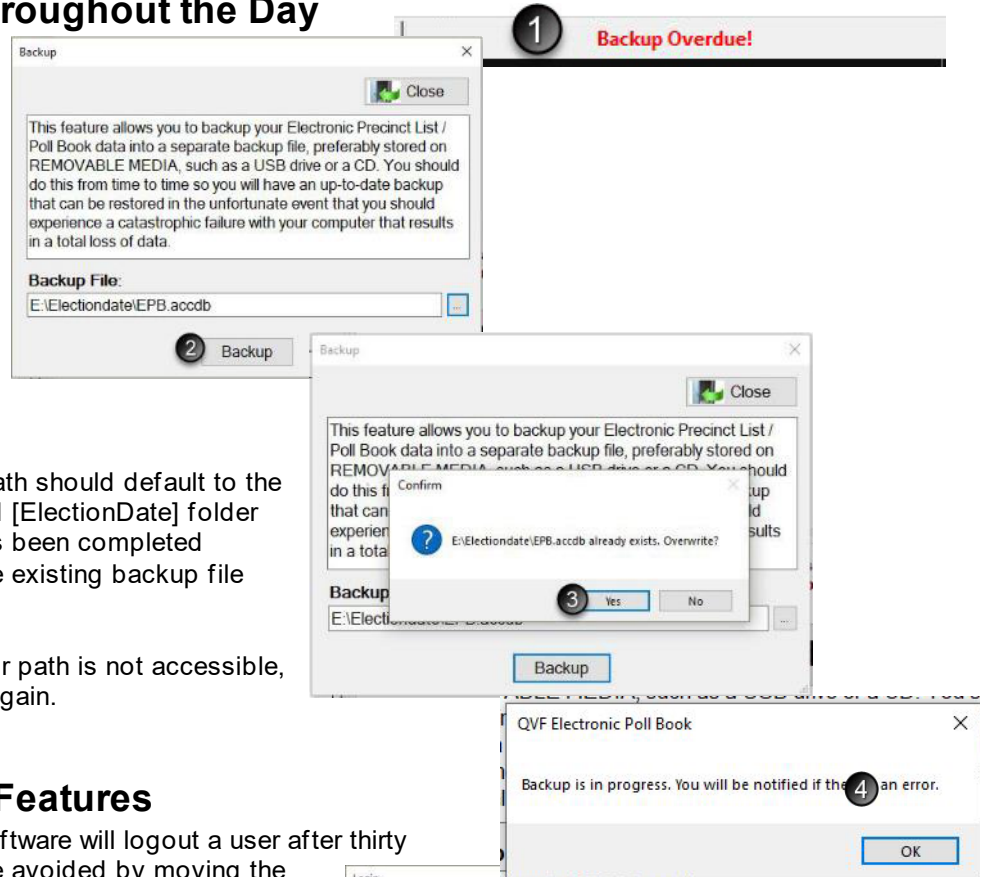 roughout the Day
1
Backup Overdue!
Backup
Close
This feature allows you to backup your Electronic Precinct List /
Poll Book data into a separate backup file, preferably stored on
REMOVABLE MEDIA, such as a USB drive or a CD. You should
do this from time to time so you will have an up-to-date backup
that can be restored in the unfortunate event that you should
experience a catastrophic failure with your computer that results
in a total loss of data.
Backup File:
E:\Electiondate\EPB.accdb
...
2
Backup
Backup
Close
This feature allows you to backup your Electronic Precinct List /
Poll Book data into a separate backup file, preferably stored on
do this
that can
experien
in a tota
Confirm
E:\Electiondate\EPB.accdb already exists. Overwrite?
3
Yes
No
Backup
E:\Electi
...
Backup
ath should default to the
[ElectionDate] folder
s been completed
e existing backup file
r path is not accessible,
gain.
QVF Electronic Poll Book
Backup is in progress. You will be notified if the an error.
4
OK
Features
ftware will logout a user after thirty
e avoided by moving the